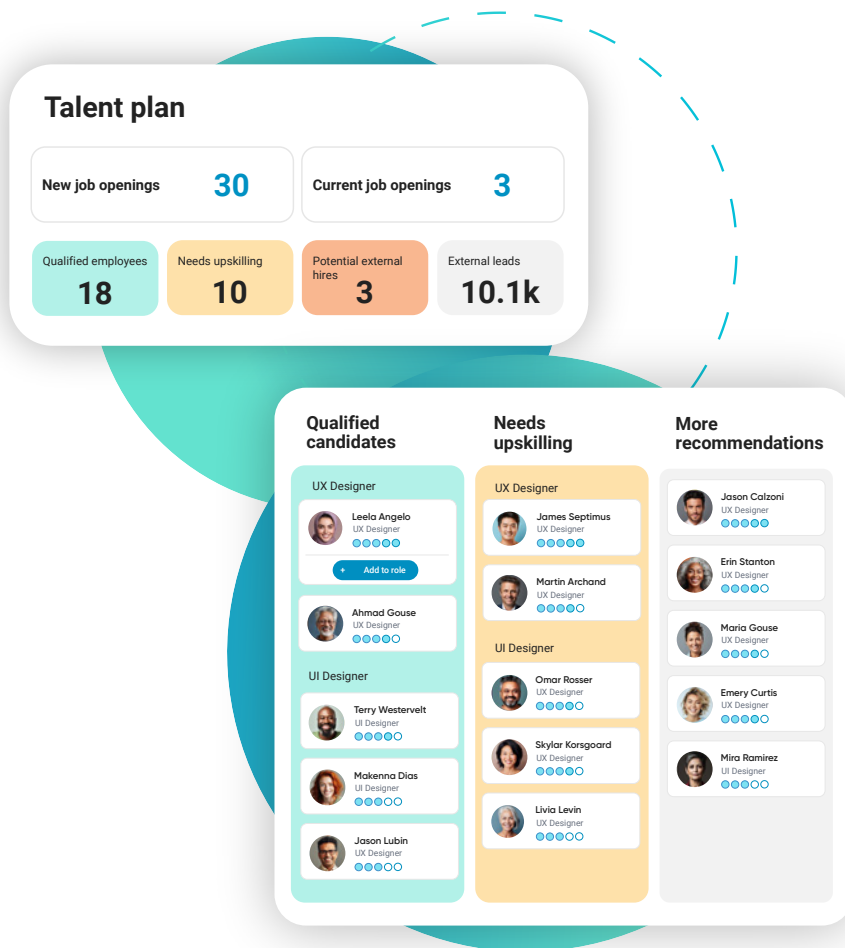 Talent plan
New job openings 30
Current job openings 3
Qualified employees
18
Needs upskilling
10
Potential external
hires
3
External leads
10.1k
Qualified
candidates
UX Designer
Leela Angelo
UX Designer
+ Add to role
Ahmad Gouse
UX Designer
UI Designer
Terry Westervelt
UI Designer
Makenna Dias
UI Designer
Jason Lubin
UX Designer
Needs
upskilling
UX Designer
James Septimus
UX Designer
Martin Archand
UX Designer
UI Designer
Omar Rosser
UX Designer
Skylar Korsgoard
UX Designer
Livia Levin
UX Designer
More
recommendations
Jason Calzoni
UX Designer
Erin Stanton
UX Designer
Maria Gouse
UX Designer
Emery Curtis
UX Designer
Mira Ramirez
UI Designer